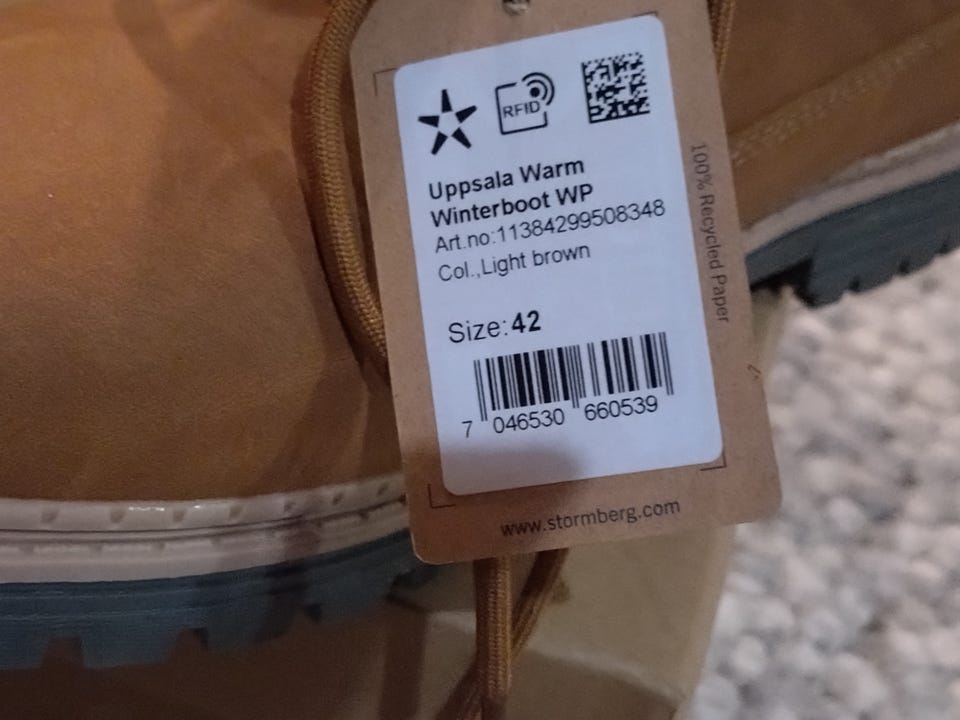 RFID
Uppsala Warm
Winterboot WP
Art.no:11384299508348
Col.,Light brown
Size:42
7 046530 660539
100% Recycled Paper
www.stormberg.com